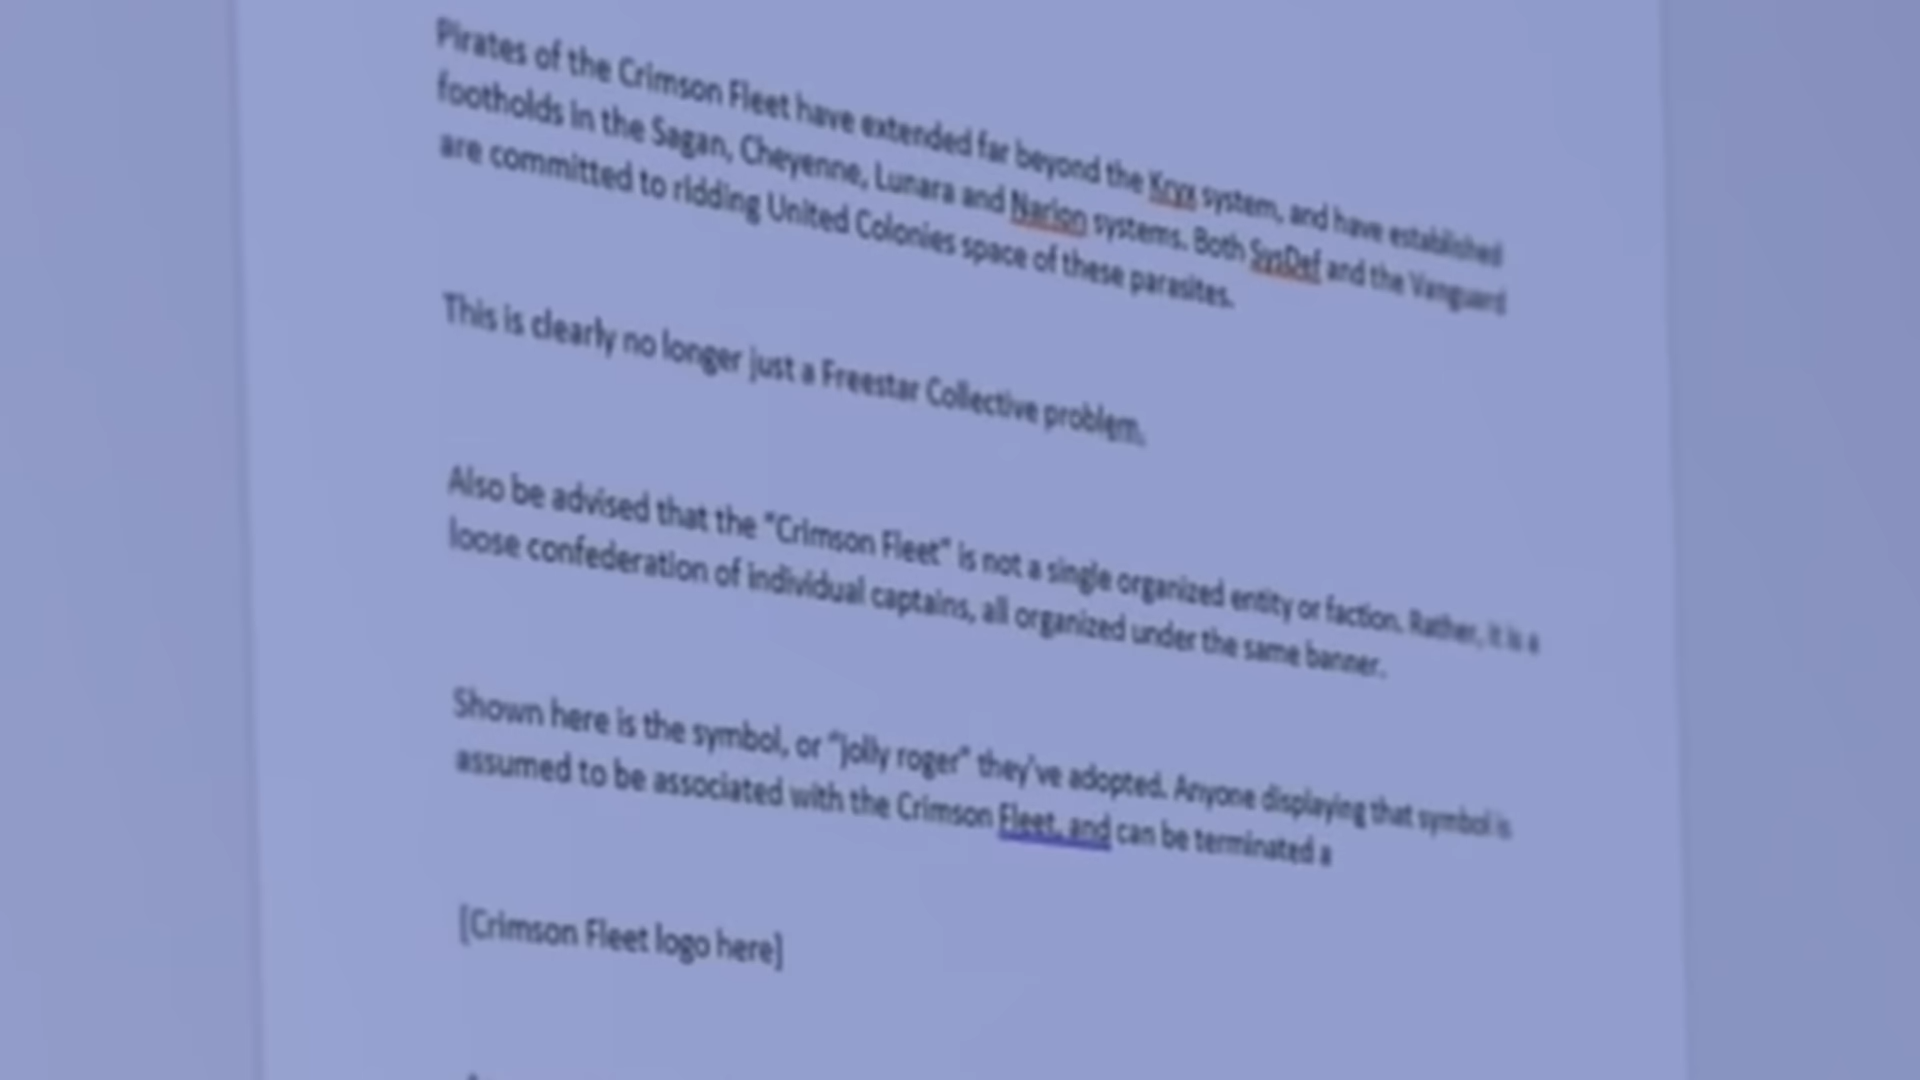 Pirates of the Crimson Fleet have extended far beyond the Kryx system, and have established
footholds in the Sagan, Cheyenne, Lunara and Narion systems. Both SysDef and the Vanguard
are committed to ridding United Colonies space of these parasites.
This is clearly no longer just a Freestar Collective problem.
Also be advised that the "Crimson Fleet" is not a single organized entity or faction. Rather, it is a
loose confederation of individual captains, all organized under the same banner.
Shown here is the symbol, or "jolly roger" they've adopted. Anyone displaying that symbol is
assumed to be associated with the Crimson Fleet, and can be terminated a
[Crimson Fleet logo here]